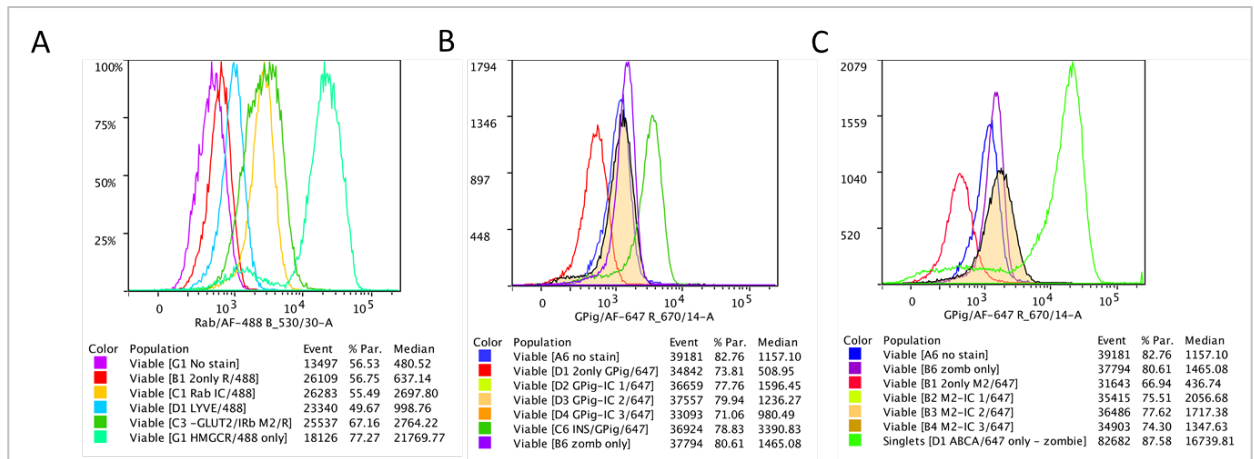 A
100%
75%
50%
25%
0 10³ 10⁴ 10⁵
Rab/AF-488 B_530/30-A
Color Population Event % Par. Median
Viable [G1 No stain] 13497 56.53 480.52
Viable [B1 2only R/488] 26109 56.75 637.14
Viable [C1 Rab IC/488] 26283 55.49 2697.80
Viable [D1 LYVE/488] 23340 49.67 998.76
Viable [C3 -GLUT2/IRb M2/R] 25537 67.16 2764.22
Viable [G1 HMGCR/488 only] 18126 77.27 21769.77
B
1794
1346
897
448
0 10³ 10⁴ 10⁵
GPig/AF-647 R_670/14-A
Color Population Event % Par. Median
Viable [A6 no stain] 39181 82.76 1157.10
Viable [D1 2only GPig/647] 34842 73.81 508.95
Viable [D2 GPig-IC 1/647] 36659 77.76 1596.45
Viable [D3 GPig-IC 2/647] 37557 79.94 1236.27
Viable [D4 GPig-IC 3/647] 33093 71.06 980.49
Viable [C6 INS/GPig/647] 36924 78.83 3390.83
Viable [B6 zomb only] 37794 80.61 1465.08
C
2079
1559
1040
520
0 10³ 10⁴ 10⁵
GPig/AF-647 R_670/14-A
Color Population Event % Par. Median
Viable [A6 no stain] 39181 82.76 1157.10
Viable [B6 zomb only] 37794 80.61 1465.08
Viable [B1 2only M2/647] 31643 66.94 436.74
Viable [B2 M2-IC 1/647] 35415 75.51 2056.68
Viable [B3 M2-IC 2/647] 36486 77.62 1717.38
Viable [B4 M2-IC 3/647] 34903 74.30 1347.63
Singlets [D1 ABCA/647 only - zombie] 82682 87.58 16739.81